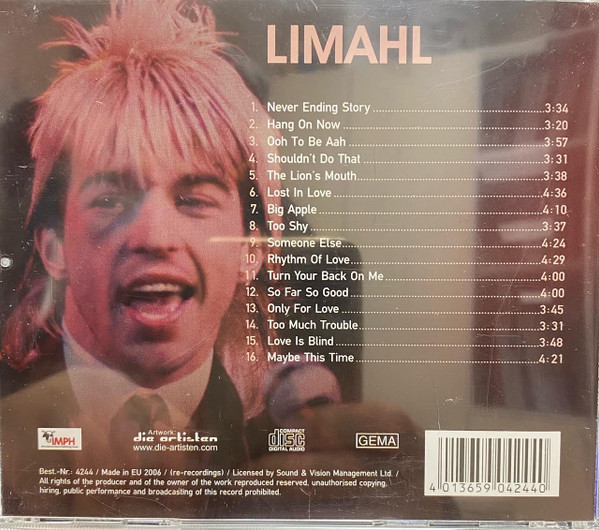 LIMAHL
1. Never Ending Story 3:34
2. Hang On Now 3:20
3. Ooh To Be Aah 3:57
4. Shouldn't Do That 3:31
5. The Lion's Mouth 3:38
6. Lost In Love 4:36
7. Big Apple 4:10
8. Too Shy 3:37
9. Someone Else 4:24
10. Rhythm Of Love 4:29
11. Turn Your Back On Me 4:00
12. So Far So Good 4:00
13. Only For Love 3:45
14. Too Much Trouble 3:31
15. Love Is Blind 3:48
16. Maybe This Time 4:21
iMPH
Artwork:
die artisten
www.die-artisten.com
COMPACT
disc
DIGITAL AUDIO
GEMA
Best.-Nr.: 4244 / Made in EU 2006 / (re-recordings) / Licensed by Sound & Vision Management Ltd. /
All rights of the producer and of the owner of the work reproduced reserved, unauthorised copying,
hiring, public performance and broadcasting of this record prohibited.
4 013659 042440